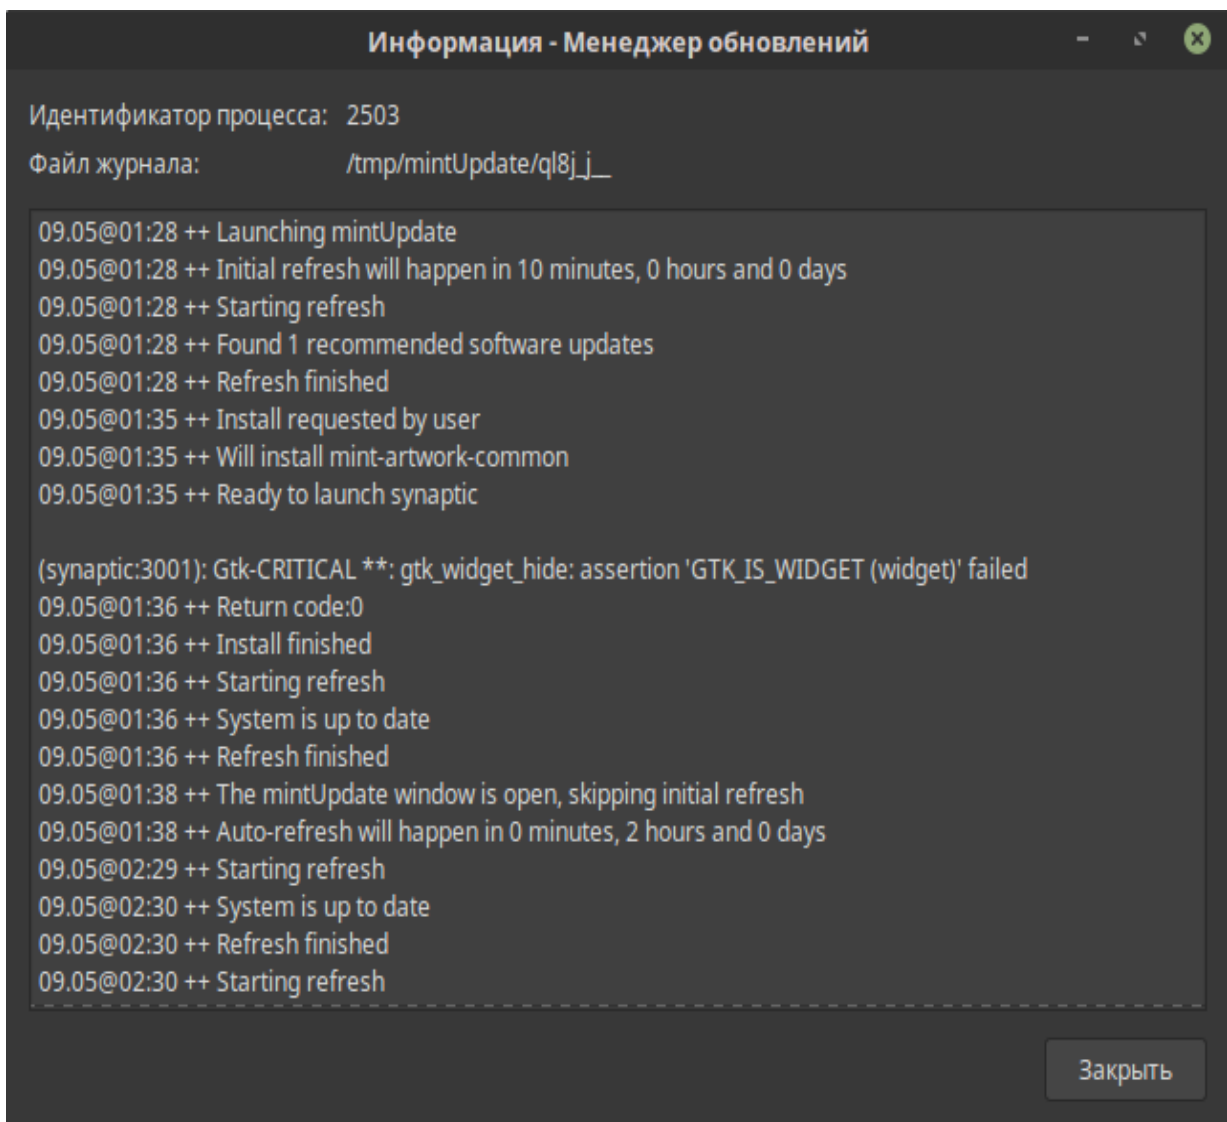 Информация - Менеджер обновлений
Идентификатор процесса: 2503
Файл журнала: /tmp/mintUpdate/ql8j_j__
09.05@01:28 ++ Launching mintUpdate
09.05@01:28 ++ Initial refresh will happen in 10 minutes, 0 hours and 0 days
09.05@01:28 ++ Starting refresh
09.05@01:28 ++ Found 1 recommended software updates
09.05@01:28 ++ Refresh finished
09.05@01:35 ++ Install requested by user
09.05@01:35 ++ Will install mint-artwork-common
09.05@01:35 ++ Ready to launch synaptic
(synaptic:3001): Gtk-CRITICAL **: gtk_widget_hide: assertion 'GTK_IS_WIDGET (widget)' failed
09.05@01:36 ++ Return code:0
09.05@01:36 ++ Install finished
09.05@01:36 ++ Starting refresh
09.05@01:36 ++ System is up to date
09.05@01:36 ++ Refresh finished
09.05@01:38 ++ The mintUpdate window is open, skipping initial refresh
09.05@01:38 ++ Auto-refresh will happen in 0 minutes, 2 hours and 0 days
09.05@02:29 ++ Starting refresh
09.05@02:30 ++ System is up to date
09.05@02:30 ++ Refresh finished
09.05@02:30 ++ Starting refresh
Закрыть